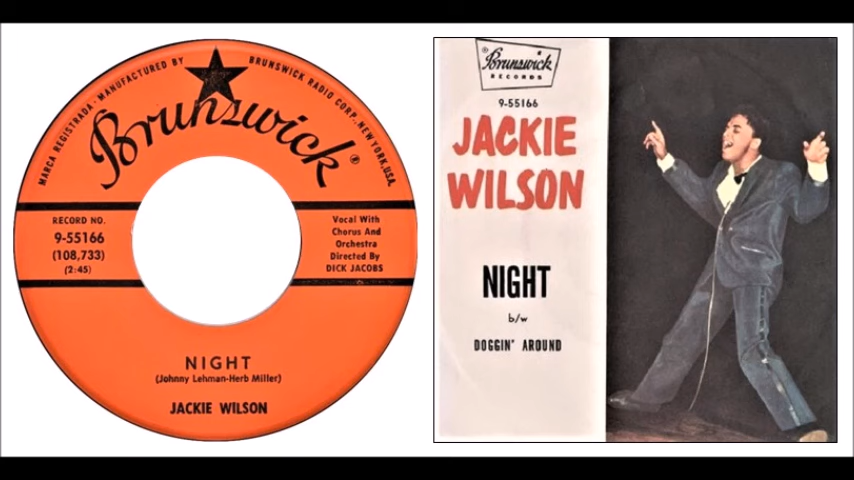 MARCA REGISTRADA · MANUFACTURED BY BRUNSWICK RADIO CORP., NEW YORK, USA.
Brunswick®
RECORD NO.
9-55166
(108,733)
(2:45)
Vocal With
Chorus And
Orchestra
Directed By
DICK JACOBS
NIGHT
(Johnny Lehman-Herb Miller)
JACKIE WILSON
®
Brunswick
RECORDS
9-55166
JACKIE
WILSON
NIGHT
b/w
DOGGIN' AROUND